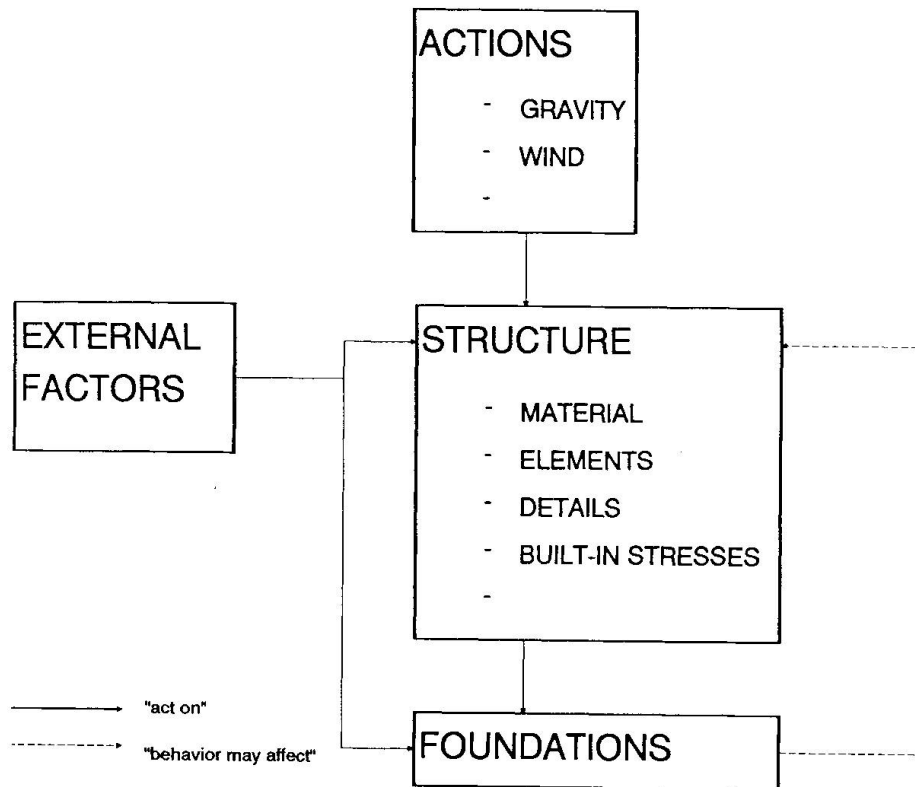 ACTIONS
- GRAVITY
- WIND
-
EXTERNAL
FACTORS
STRUCTURE
- MATERIAL
- ELEMENTS
- DETAILS
- BUILT-IN STRESSES
-
FOUNDATIONS
"act on"
"behavior may affect"